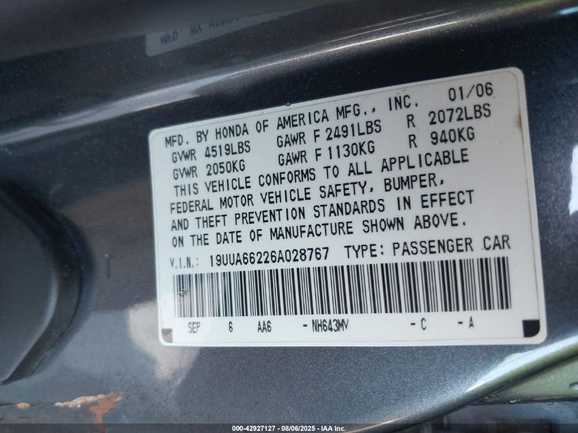 MFD. BY HONDA OF AMERICA MFG., INC. 01/06
GVWR 4519LBS GAWR F 2491LBS R 2072LBS
GVWR 2050KG GAWR F 1130KG R 940KG
THIS VEHICLE CONFORMS TO ALL APPLICABLE
FEDERAL MOTOR VEHICLE SAFETY, BUMPER,
AND THEFT PREVENTION STANDARDS IN EFFECT
ON THE DATE OF MANUFACTURE SHOWN ABOVE.
V.I.N.: 19UUA66226A028767 TYPE: PASSENGER CAR
SEP 6 AA6 -NH643MV -C -A
000-42927127 - 08/06/2025 - IAA Inc.